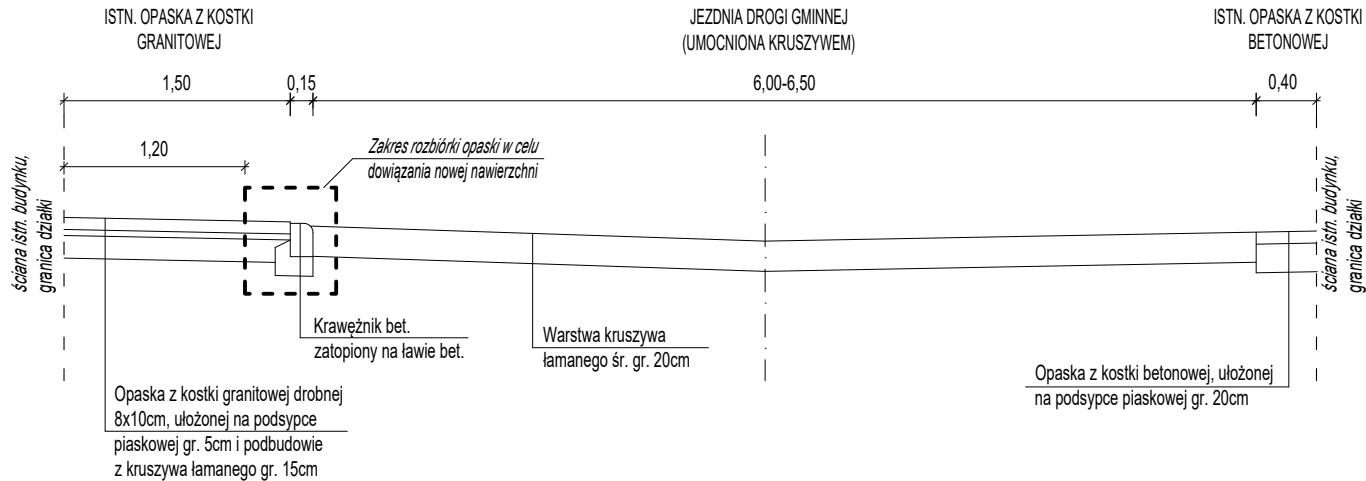 ISTN. OPASKA Z KOSTKI
GRANITOWEJ
JEZDNIA DROGI GMINNEJ
(UMOCNIONA KRUSZYWEM)
ISTN. OPASKA Z KOSTKI
BETONOWEJ
1,50
0,15
6,00-6,50
0,40
1,20
Zakres rozbiórki opaski w celu
dowiązania nowej nawierzchni
ściana istn. budynku,
granica działki
ściana istn. budynku,
granica działki
Krawężnik bet.
zatopiony na ławie bet.
Warstwa kruszywa
łamanego śr. gr. 20cm
Opaska z kostki betonowej, ułożonej
na podsypce piaskowej gr. 20cm
Opaska z kostki granitowej drobnej
8x10cm, ułożonej na podsypce
piaskowej gr. 5cm i podbudowie
z kruszywa łamanego gr. 15cm